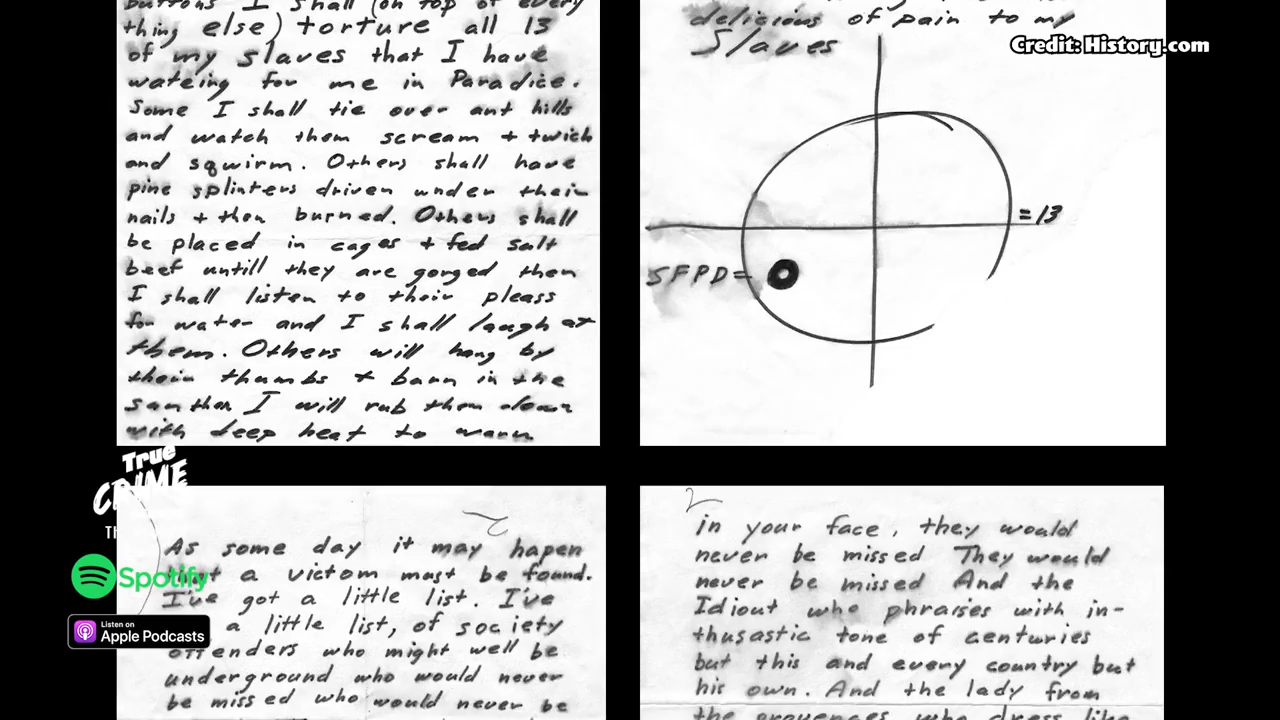 buttons I shall (on top of every
thing else) torture all 13
of my slaves that I have
wateing for me in Paradice.
Some I shall tie over ant hills
and watch them scream + twich
and squirm. Others shall have
pine splinters driven under their
nails + then burned. Others shall
be placed in cages + fed salt
beef untill they are gorged then
I shall listen to their pleass
for water and I shall laugh at
them. Others will hang by
their thumbs + burn in the
sun then I will rub them down
with deep heat to warm
delicious of pain to my
Slaves
Credit: History.com
= 13
SFPD =
True
CRIME
TH
Spotify
Listen on
Apple Podcasts
As some day it may hapen
a victom must be found.
I've got a little list. I've
a little list, of society
offenders who might well be
underground who would never
be missed who would never be
2
in your face, they would
never be missed They would
never be missed And the
Idiout who phraises with in-
thusastic tone of centuries
but this and every country but
his own. And the lady from
the provences who dress like